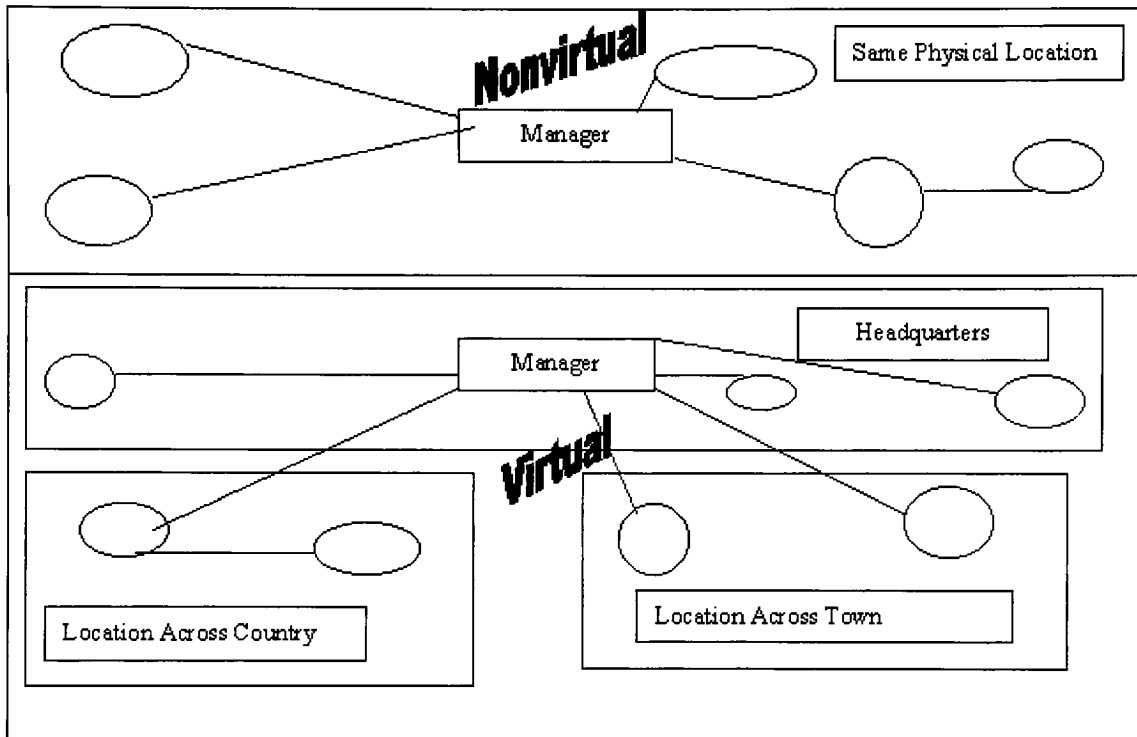 Nonvirtual
Same Physical Location
Manager
Headquarters
Manager
Virtual
Location Across Country
Location Across Town